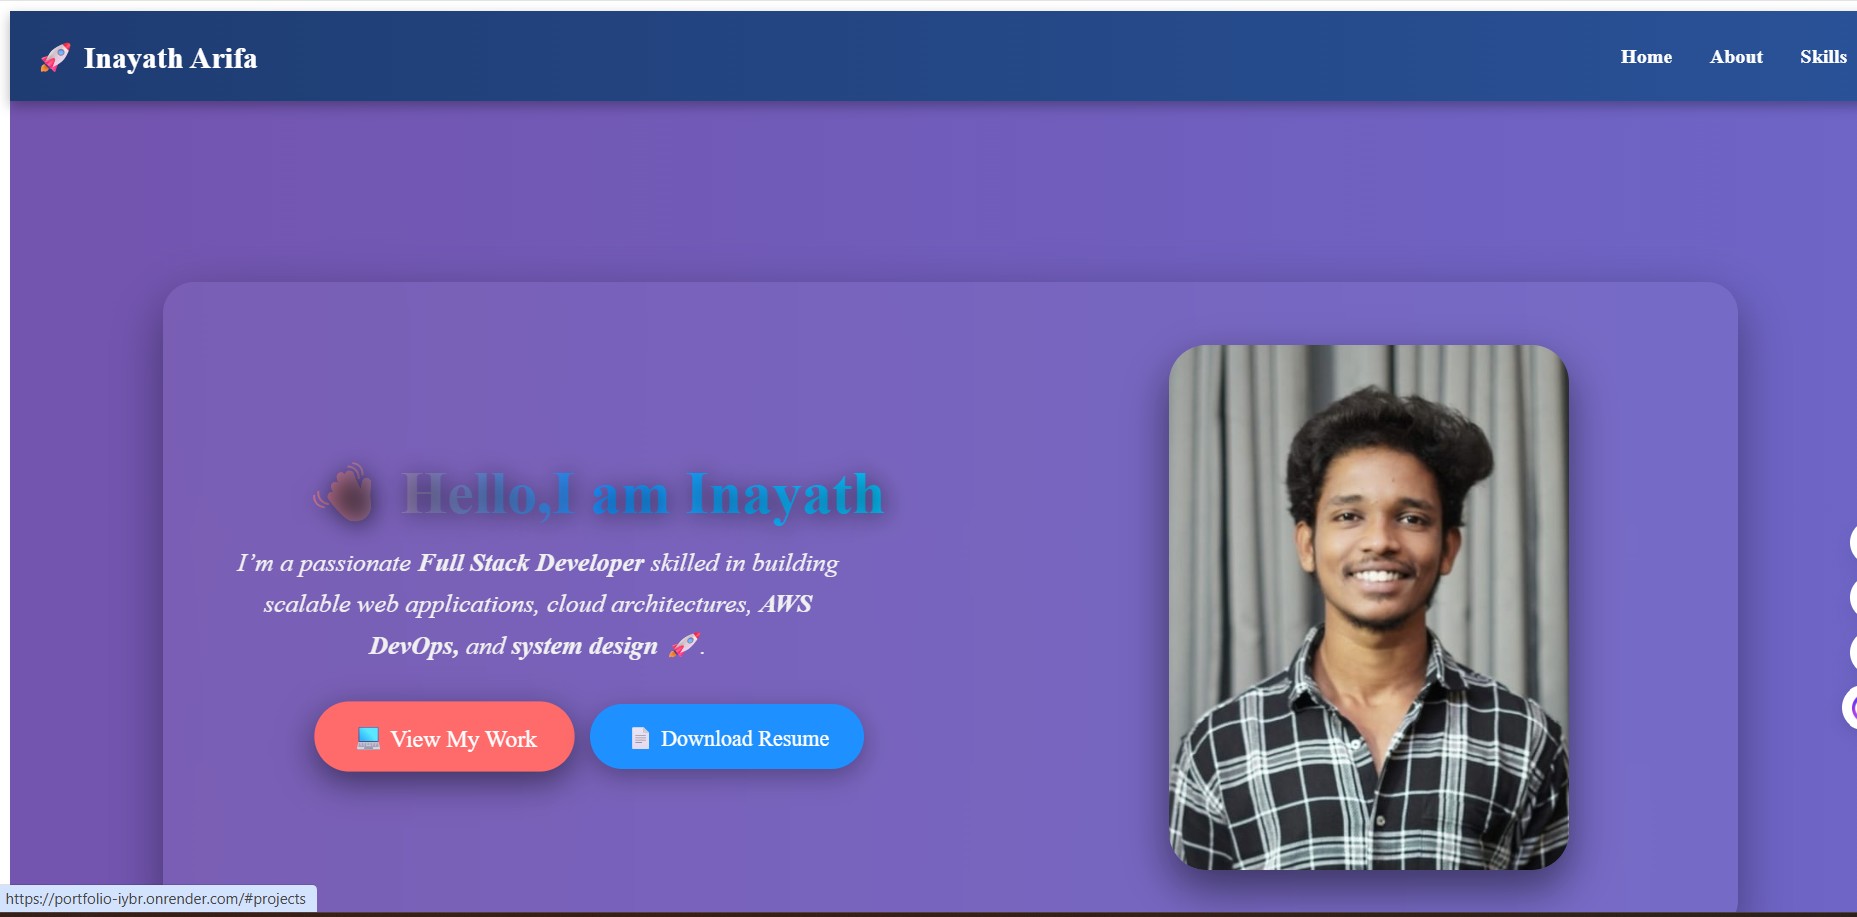 🚀 Inayath Arifa
Home About Skills
👋🏾 Hello,I am Inayath
I’m a passionate Full Stack Developer skilled in building
scalable web applications, cloud architectures, AWS
DevOps, and system design 🚀.
💻 View My Work
📄 Download Resume
https://portfolio-iybr.onrender.com/#projects